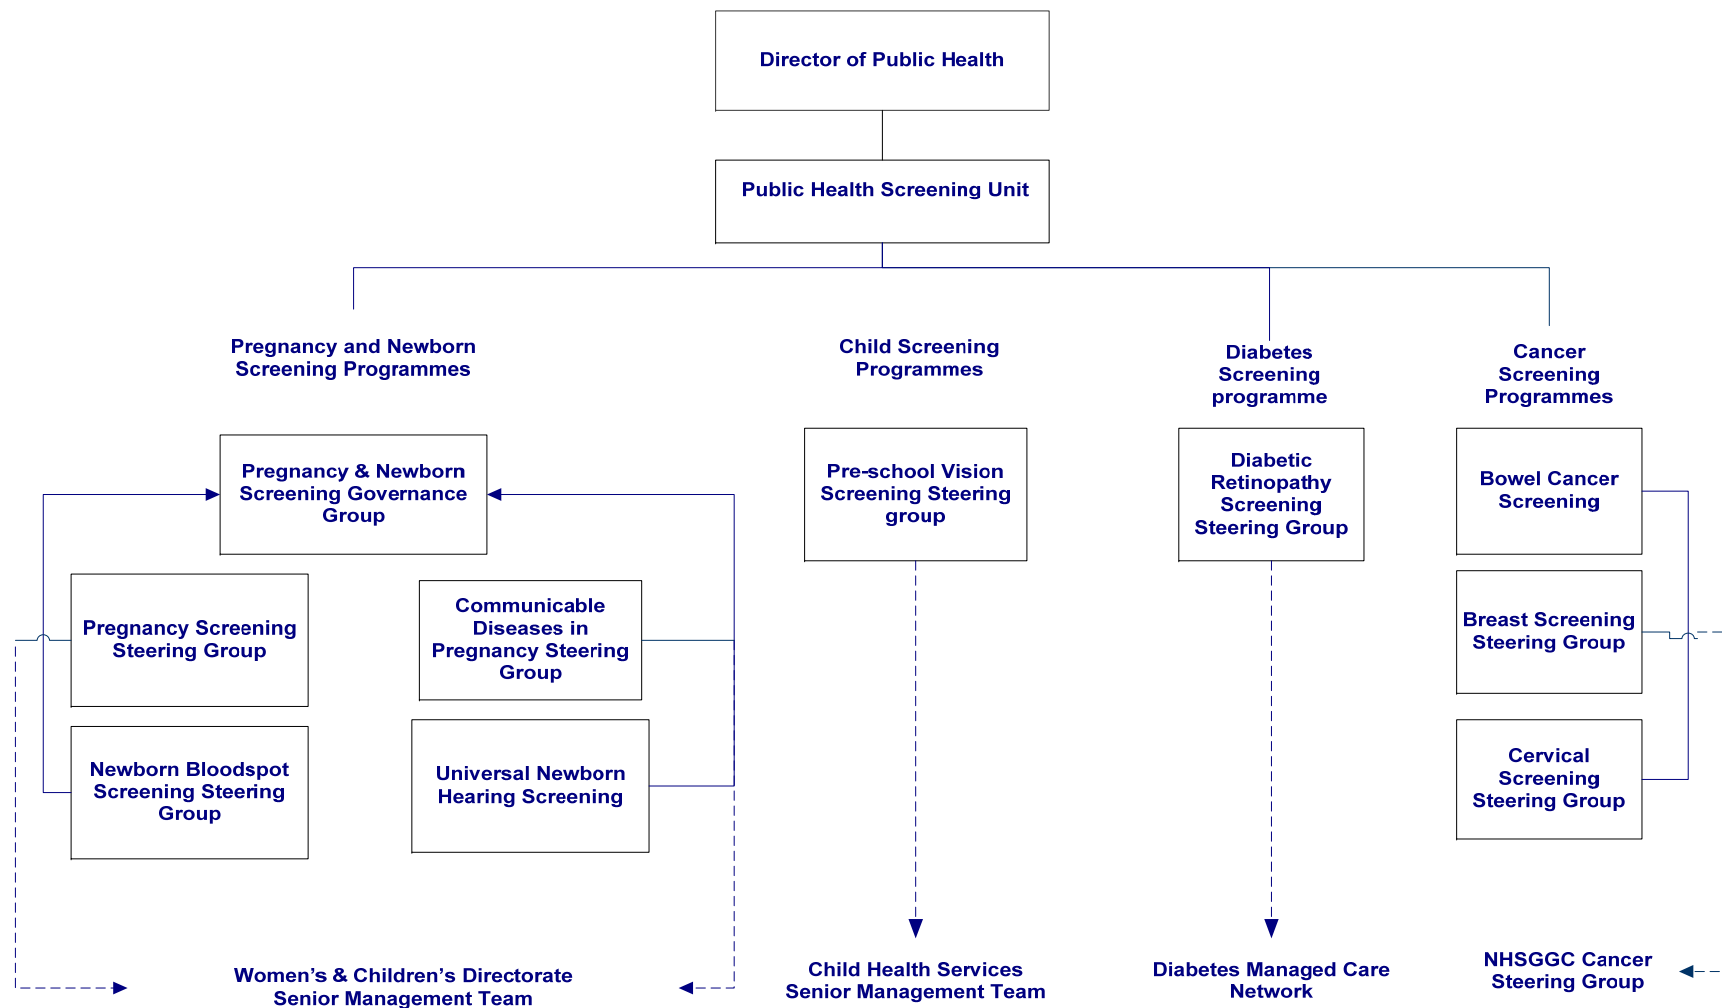 Director of Public Health
Public Health Screening Unit
Pregnancy and Newborn
Screening Programmes
Child Screening
Programmes
Diabetes
Screening
programme
Cancer
Screening
Programmes
Pregnancy & Newborn
Screening Governance
Group
Pre-school Vision
Screening Steering
group
Diabetic
Retinopathy
Screening
Steering Group
Bowel Cancer
Screening
Pregnancy Screening
Steering Group
Communicable
Diseases in
Pregnancy Steering
Group
Breast Screening
Steering Group
Newborn Bloodspot
Screening Steering
Group
Universal Newborn
Hearing Screening
Cervical
Screening
Steering Group
Women’s & Children’s Directorate
Senior Management Team
Child Health Services
Senior Management Team
Diabetes Managed Care
Network
NHSGGC Cancer
Steering Group